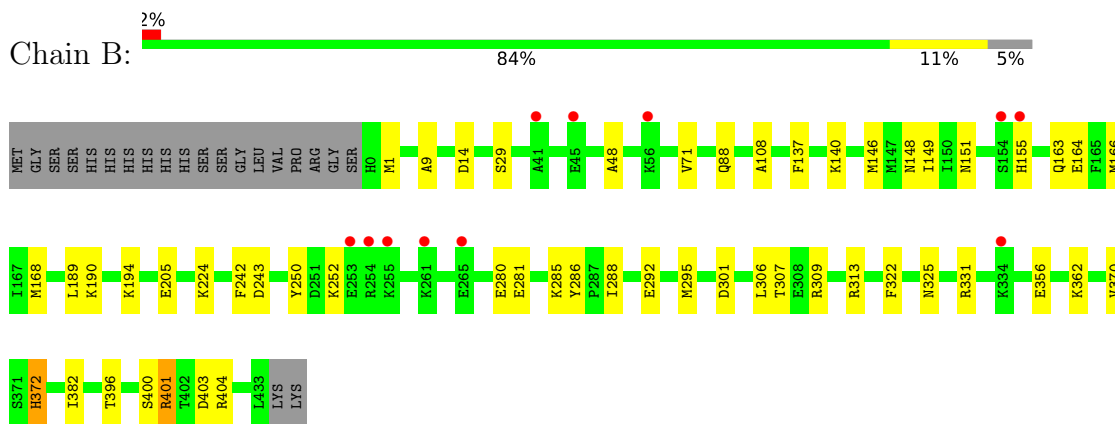 2%
Chain B:
84% 11% 5%
MET GLY SER SER HIS HIS HIS HIS HIS HIS SER SER GLY LEU VAL PRO ARG GLY SER H0 M1 A9 D14 S29 A41 E45 A48 K56 V71 Q88 A108 F137 K140 M146 M147 N148 I149 I150 N151 S154 H155 Q163 E164 F165 M166
I167 M168 L189 K190 K194 E205 K224 F242 D243 Y250 D251 K252 E253 R254 K255 K261 E265 E280 E281 K285 Y286 P287 I288 E292 M295 D301 L306 T307 E308 R309 R313 F322 N325 R331 K334 E356 K362 V370
S371 H372 I382 T396 S400 R401 T402 D403 R404 L433 LYS LYS